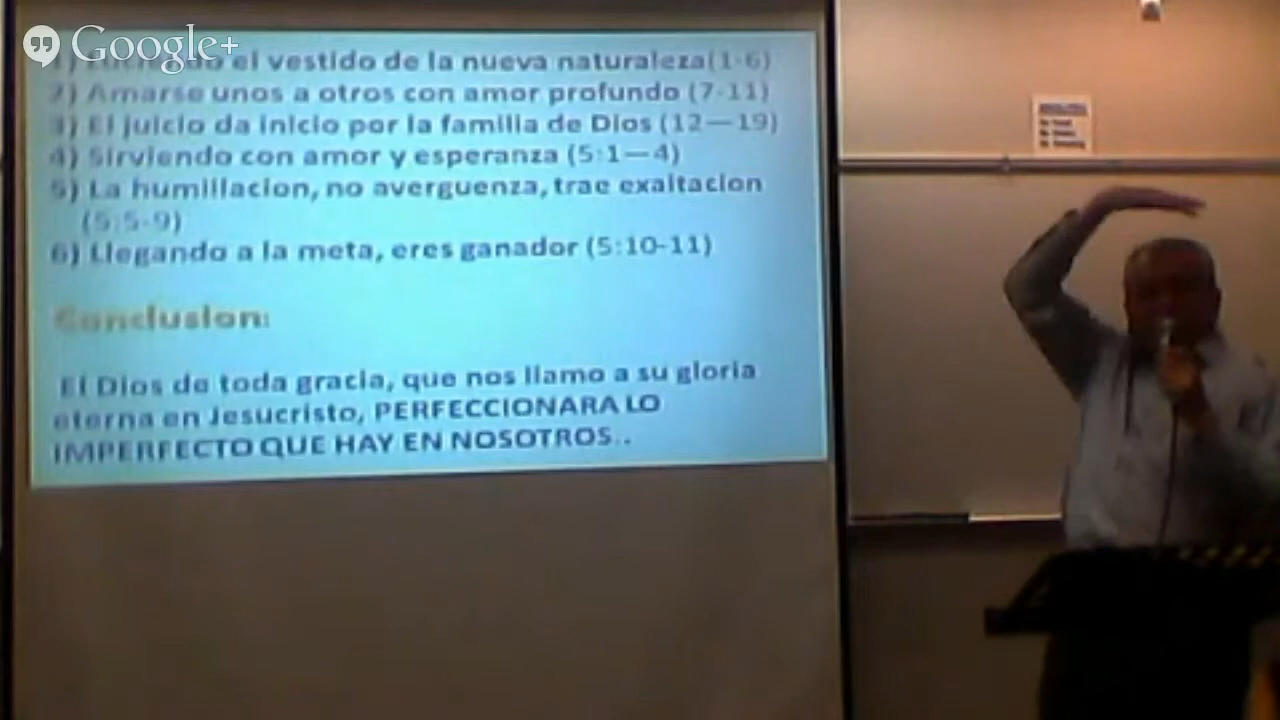 Google+
el vestido de la nueva naturaleza(1-6)
2) Amarse unos a otros con amor profundo (7-11)
3) El juicio da inicio por la familia de Dios (12—19)
4) Sirviendo con amor y esperanza (5:1—4)
5) La humillacion, no averguenza, trae exaltacion
(5:5-9)
6) Llegando a la meta, eres ganador (5:10-11)
Conclusion:
El Dios de toda gracia, que nos llamo a su gloria
eterna en Jesucristo, PERFECCIONARA LO
IMPERFECTO QUE HAY EN NOSOTROS..